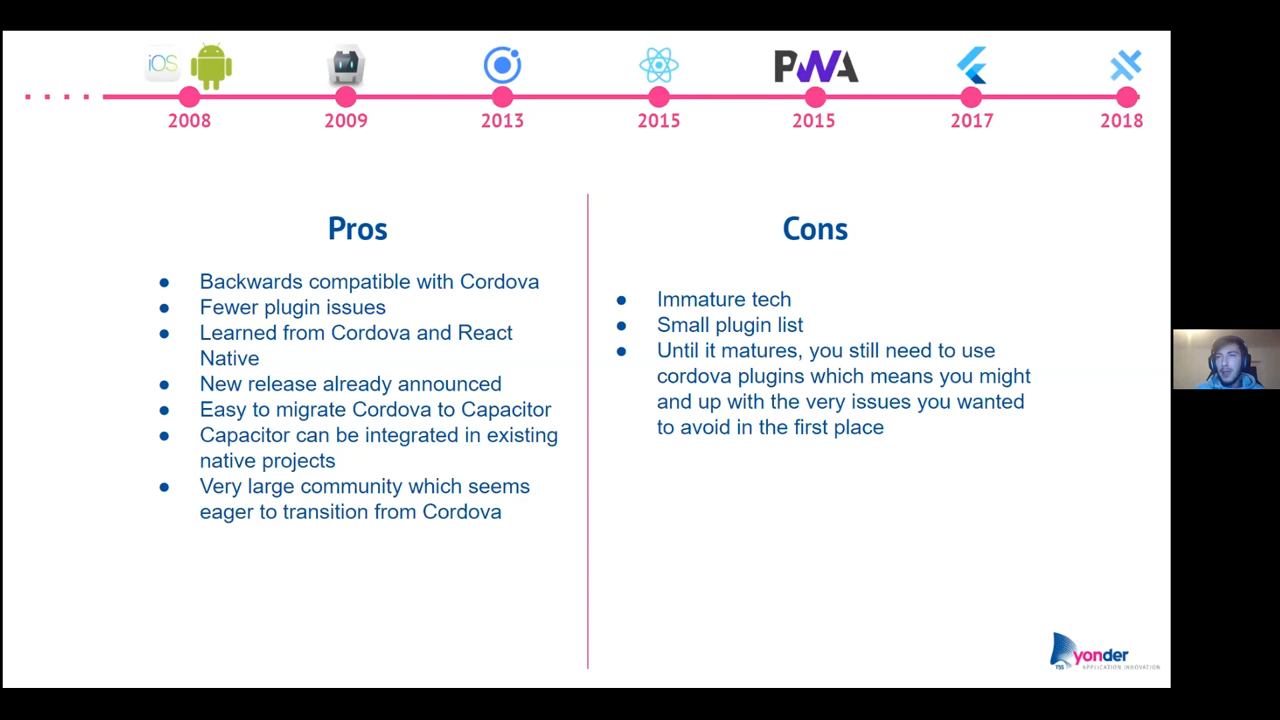 iOS
PWA
2008
2009
2013
2015
2015
2017
2018
Pros
● Backwards compatible with Cordova
● Fewer plugin issues
● Learned from Cordova and React
Native
● New release already announced
● Easy to migrate Cordova to Capacitor
● Capacitor can be integrated in existing
native projects
● Very large community which seems
eager to transition from Cordova
Cons
● Immature tech
● Small plugin list
● Until it matures, you still need to use
cordova plugins which means you might
and up with the very issues you wanted
to avoid in the first place
TSS
yonder
APPLICATION INNOVATION